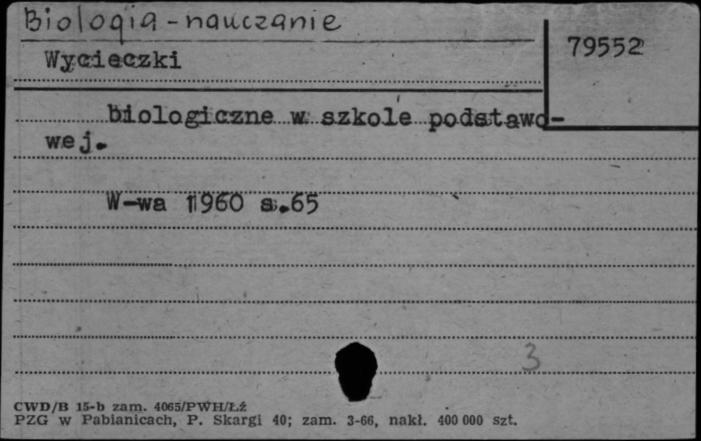 Biologia - nauczanie
79552
Wycieczki
biologiczne w szkole podstawo-
wej.
W-wa 1960 s.65
3
CWD/B 15-b zam. 4065/PWH/Łź
PZG w Pabianicach, P. Skargi 40; zam. 3-66, nakł. 400 000 szt.